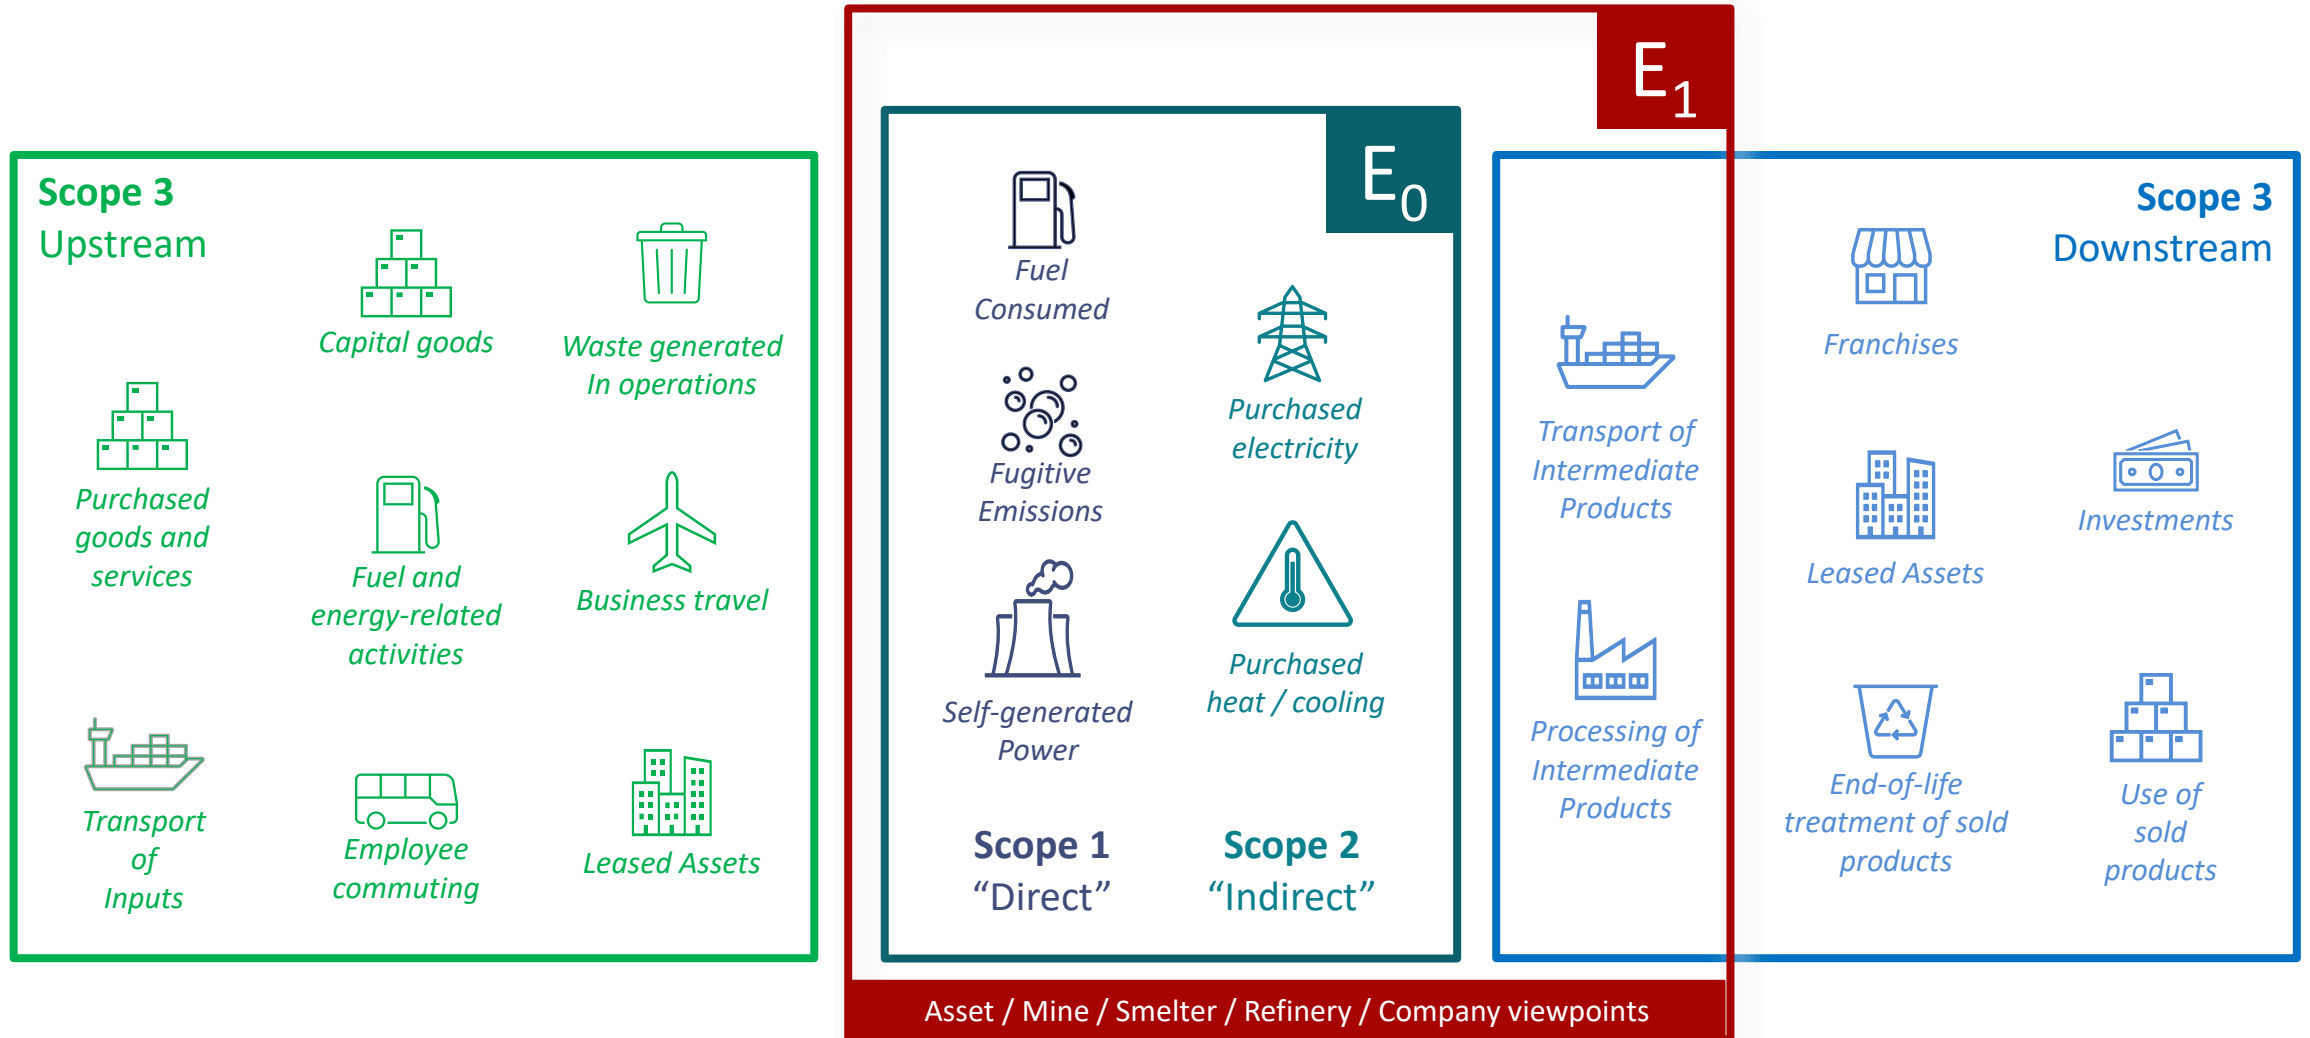 E1
E0
Scope 3
Upstream
Capital goods
Waste generated
In operations
Purchased
goods and
services
Fuel and
energy-related
activities
Business travel
Transport
of
Inputs
Employee
commuting
Leased Assets
Fuel
Consumed
Fugitive
Emissions
Self-generated
Power
Scope 1
“Direct”
Purchased
electricity
Purchased
heat / cooling
Scope 2
“Indirect”
Scope 3
Downstream
Transport of
Intermediate
Products
Processing of
Intermediate
Products
Franchises
Leased Assets
Investments
End-of-life
treatment of sold
products
Use of
sold
products
Asset / Mine / Smelter / Refinery / Company viewpoints